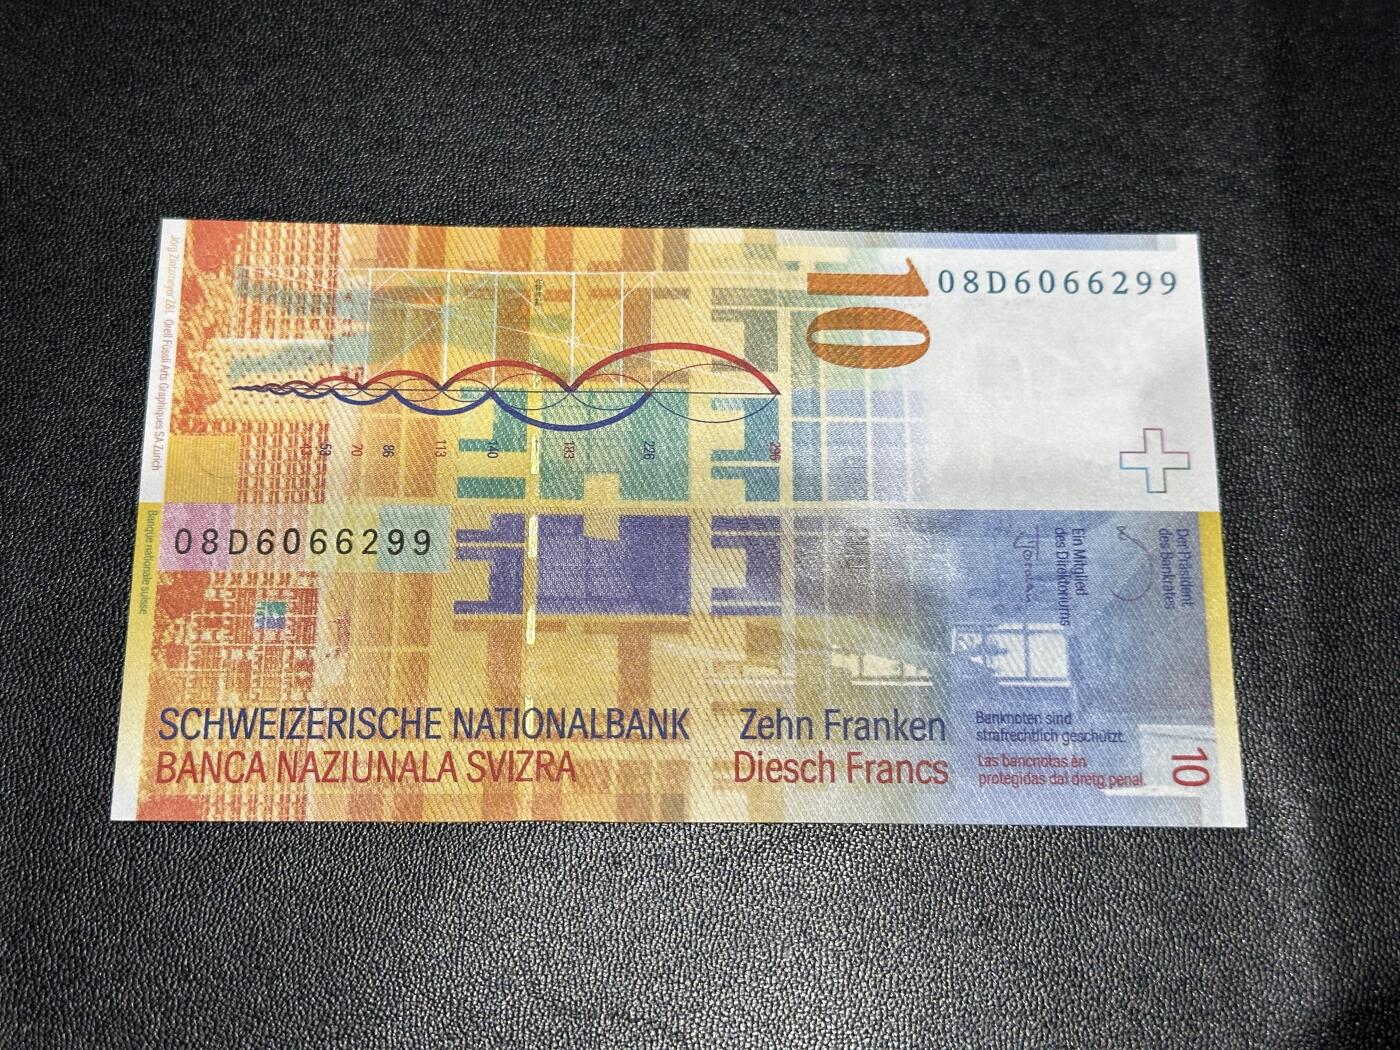 Jörg Zintzmeyer Z&L Orell Füssli Arts Graphiques SA Zurich
10
08D6066299
53
70
86
113
140
183
226
296
Banque nationale suisse
08D6066299
Ein Mitglied
des Direktoriums
Der Präsident
des Bankrates
SCHWEIZERISCHE NATIONALBANK
BANCA NAZIUNALA SVIZRA
Zehn Franken
Diesch Francs
Banknoten sind
strafrechtlich geschützt.
Las bancnotas èn
protegidas dal dretg penal.
10